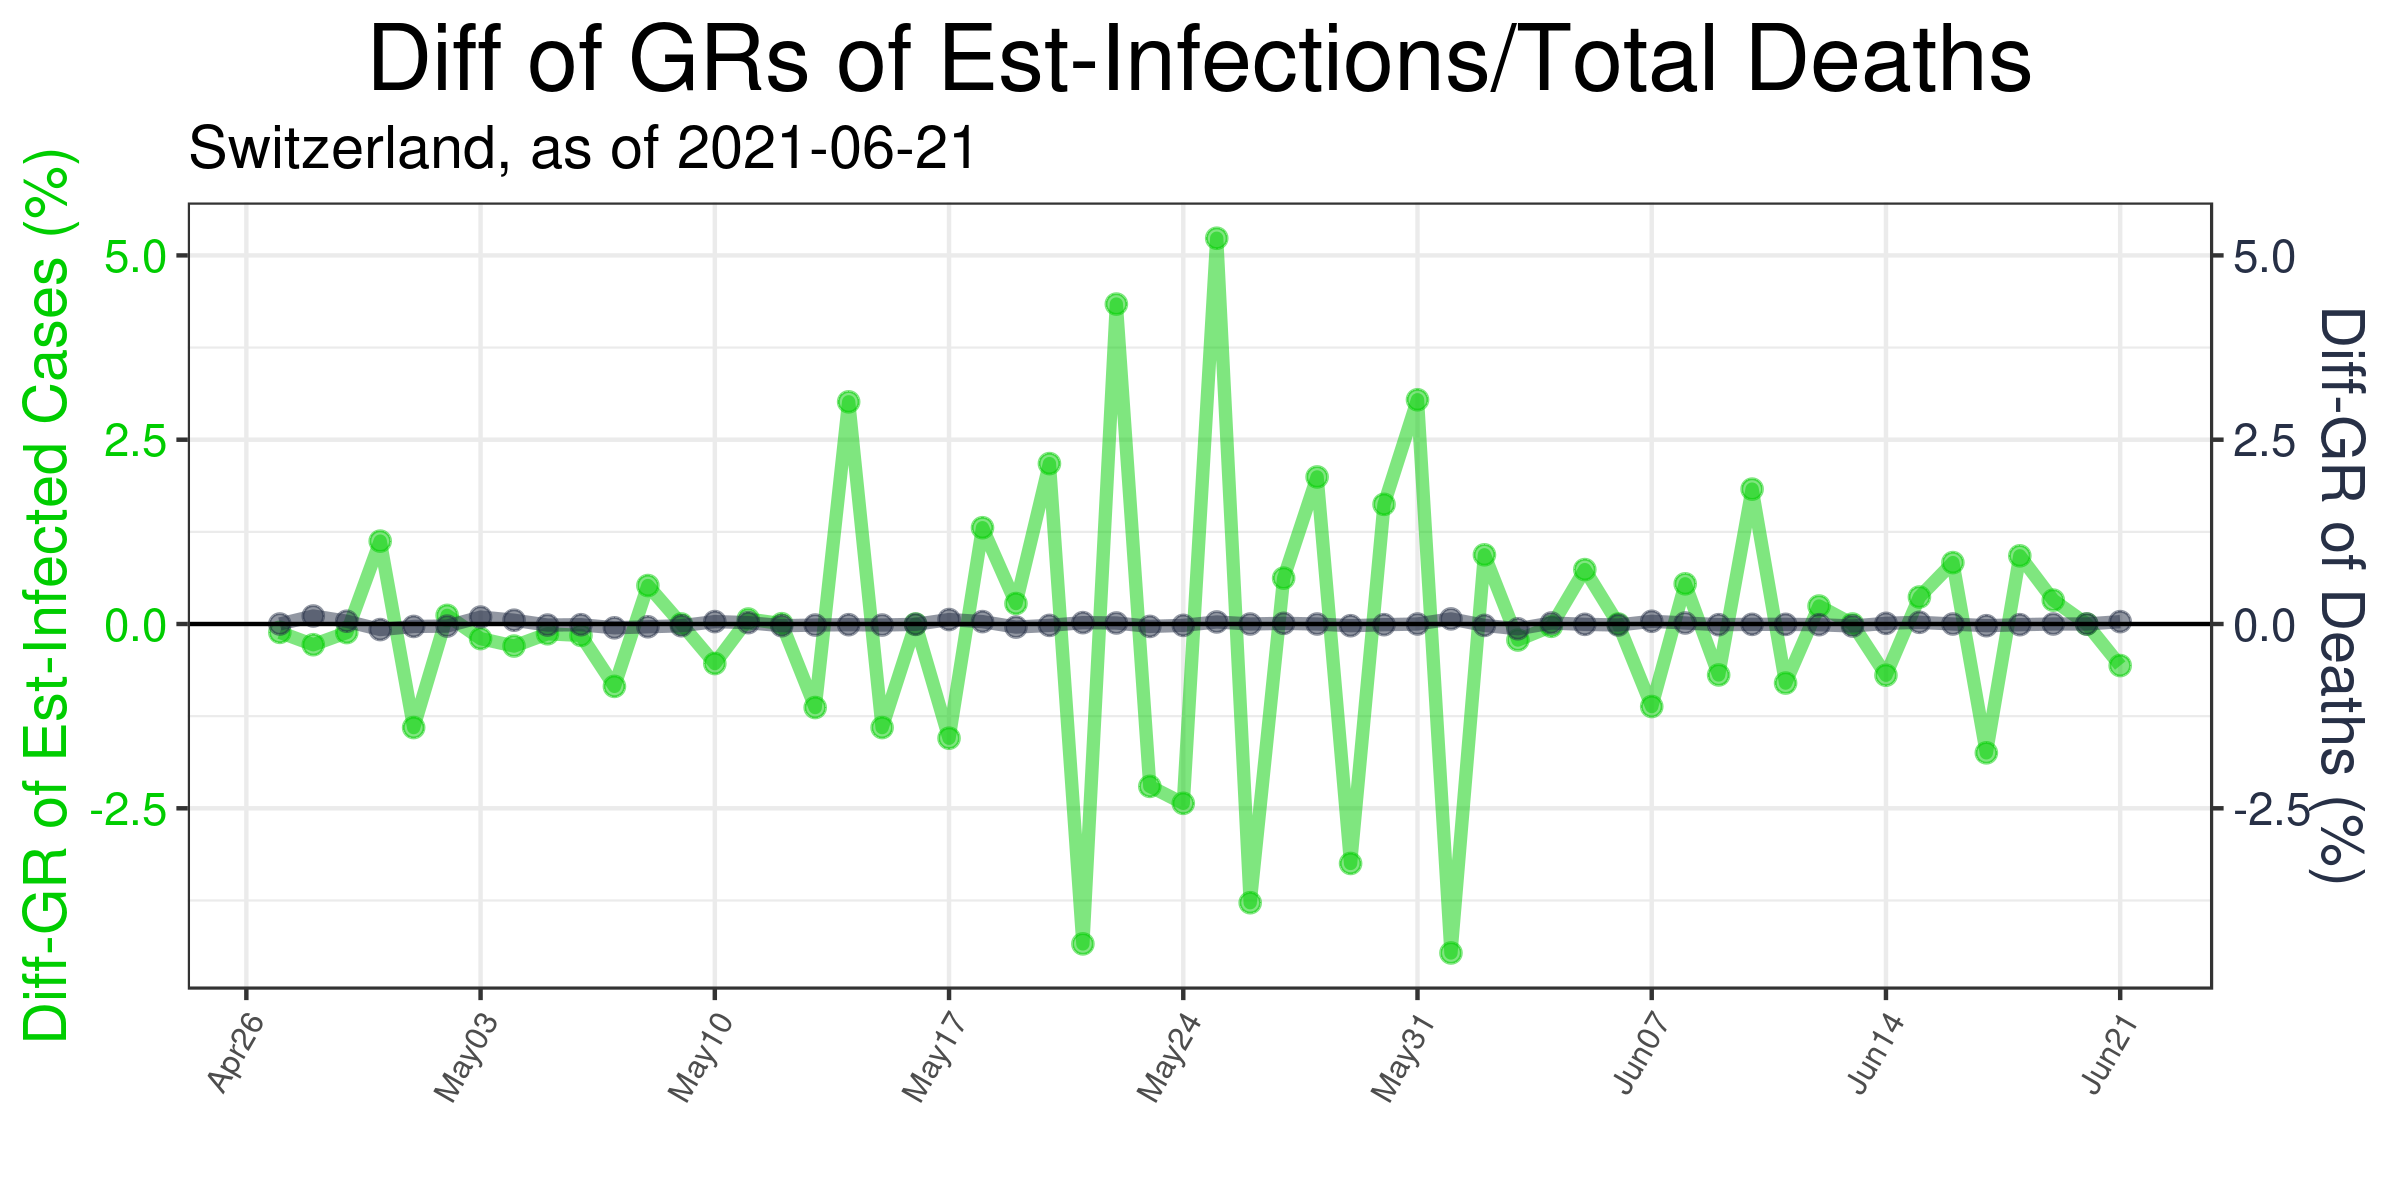 Diff of GRs of Est-Infections/Total Deaths
Switzerland, as of 2021-06-21
Diff-GR of Est-Infected Cases (%)
5.0
2.5
0.0
-2.5
5.0
2.5
0.0
-2.5
Diff-GR of Deaths (%)
Apr26
May03
May10
May17
May24
May31
Jun07
Jun14
Jun21